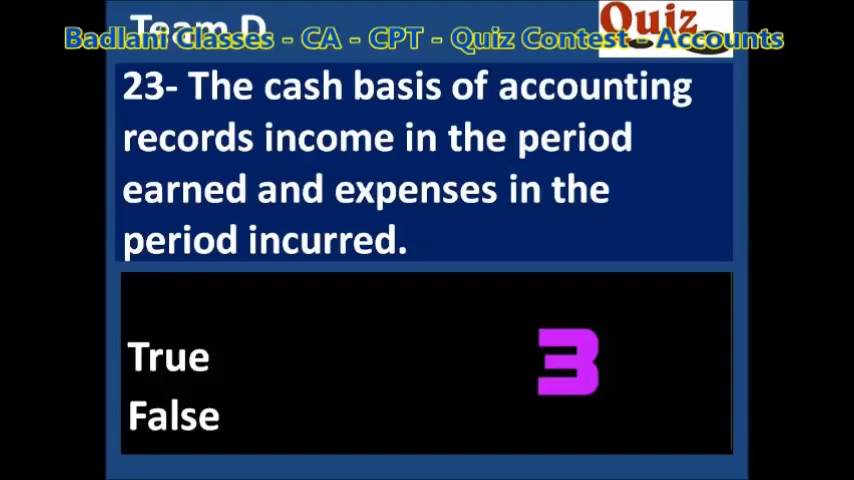 Team D
Quiz
Badlani Classes - CA - CPT - Quiz Contest - Accounts
23- The cash basis of accounting
records income in the period
earned and expenses in the
period incurred.
True
3
False